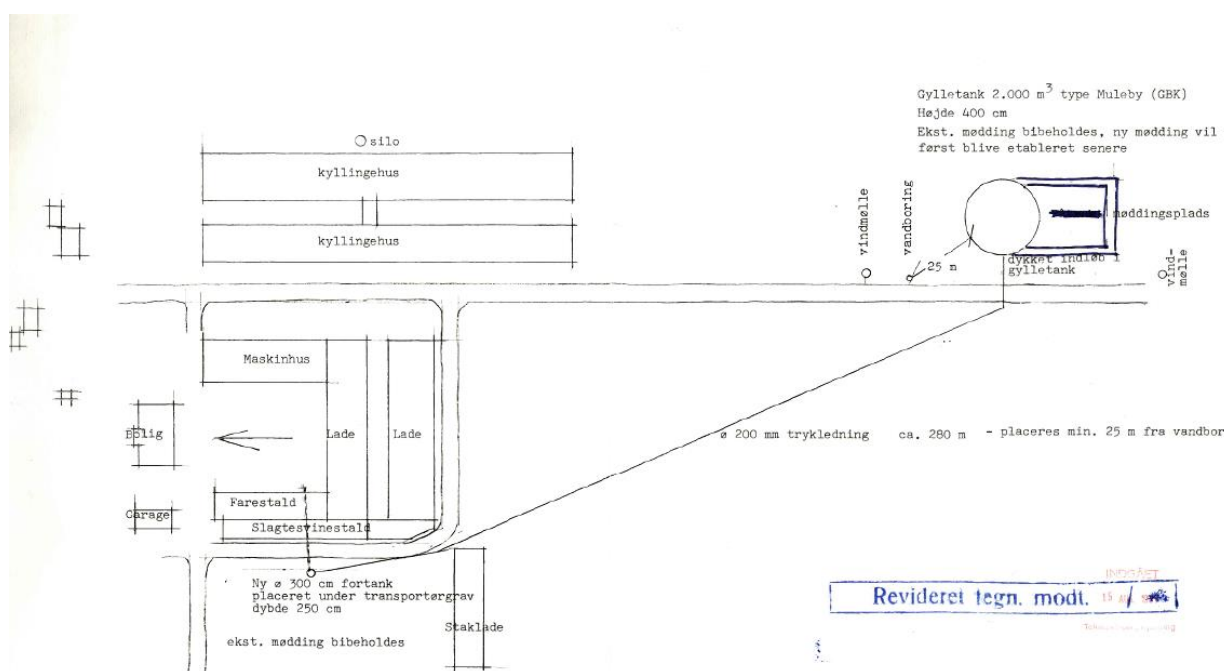 Gylletank 2.000 m³ type Muleby (GBK)
Højde 400 cm
Ekst. mødding bibeholdes, ny mødding vil
først blive etableret senere
silo
kyllingehus
kyllingehus
vindmølle
vandboring
25 m
møddingsplads
dykket indløb i
gylletank
vind-
mølle
Maskinhus
Bolig
Lade
Lade
ø 200 mm trykledning ca. 280 m - placeres min. 25 m fra vandbor
Farestald
Garage
Slagtesvinestald
Ny ø 300 cm fortank
placeret under transportørgrav
dybde 250 cm
Staklade
ekst. mødding bibeholdes
INDGÅET
Revideret tegn. modt.
15